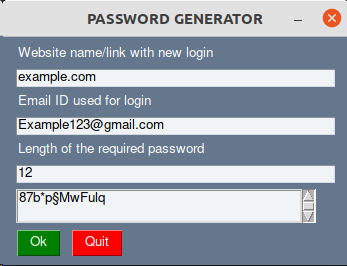 PASSWORD GENERATOR
Website name/link with new login
example.com
Email ID used for login
Example123@gmail.com
Length of the required password
12
87b*p§MwFulq
Ok Quit